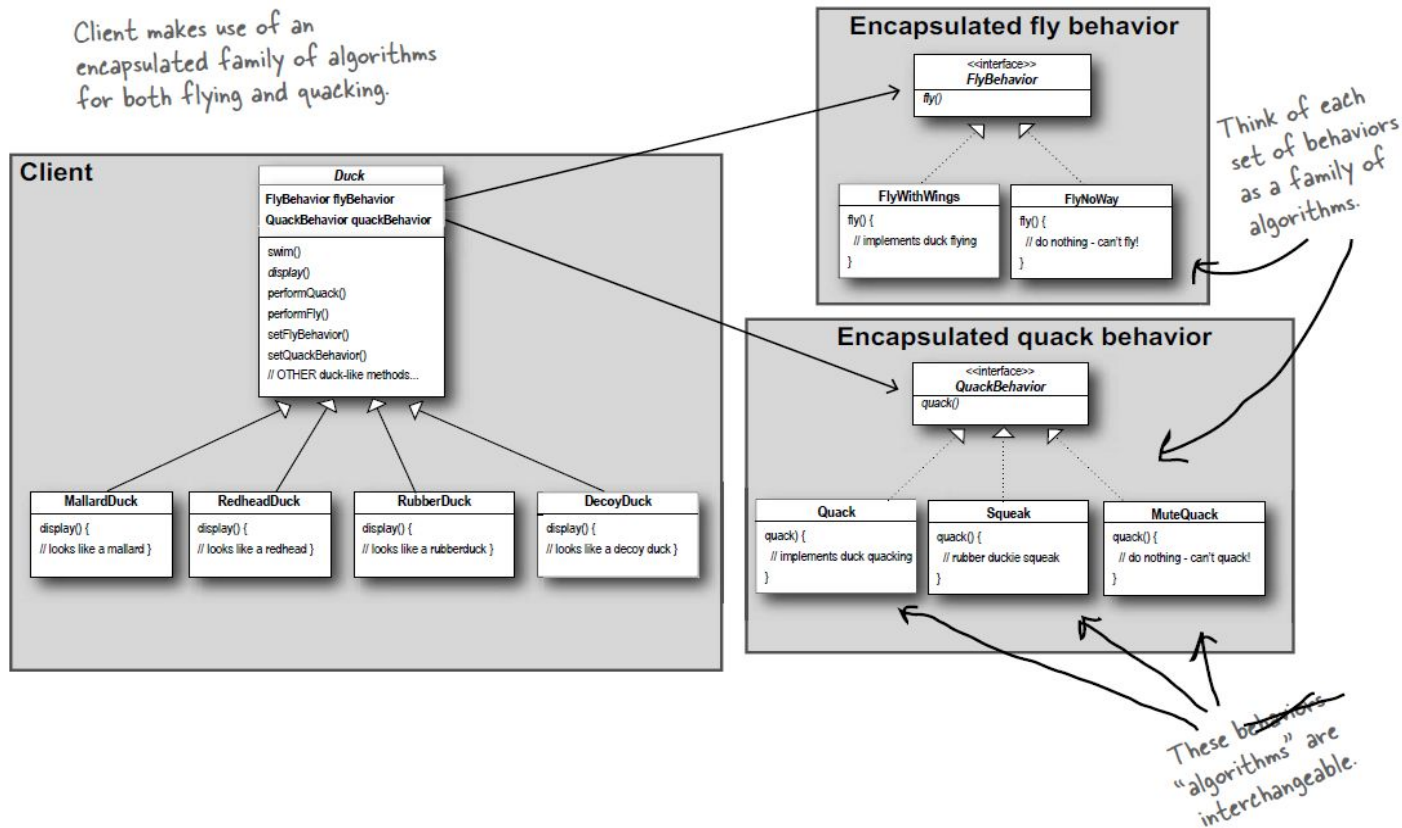 Client makes use of an
encapsulated family of algorithms
for both flying and quacking.
Client
Duck
FlyBehavior flyBehavior
QuackBehavior quackBehavior
swim()
display()
performQuack()
performFly()
setFlyBehavior()
setQuackBehavior()
// OTHER duck-like methods...
MallardDuck
display() {
// looks like a mallard }
RedheadDuck
display() {
// looks like a redhead }
RubberDuck
display() {
// looks like a rubberduck }
DecoyDuck
display() {
// looks like a decoy duck }
Encapsulated fly behavior
<<interface>>
FlyBehavior
fly()
FlyWithWings
fly() {
// implements duck flying
}
FlyNoWay
fly() {
// do nothing - can't fly!
}
Think of each
set of behaviors
as a family of
algorithms.
Encapsulated quack behavior
<<interface>>
QuackBehavior
quack()
Quack
quack) {
// implements duck quacking
}
Squeak
quack() {
// rubber duckie squeak
}
MuteQuack
quack() {
// do nothing - can't quack!
}
These behaviors
“algorithms” are
interchangeable.